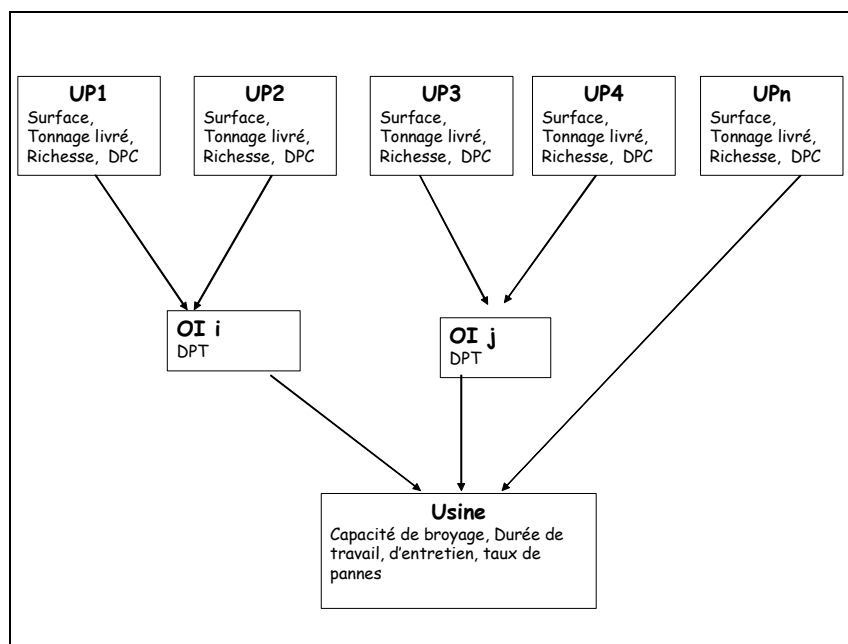 UP1
Surface,
Tonnage livré,
Richesse, DPC
UP2
Surface,
Tonnage livré,
Richesse, DPC
UP3
Surface,
Tonnage livré,
Richesse, DPC
UP4
Surface,
Tonnage livré,
Richesse, DPC
UPn
Surface,
Tonnage livré,
Richesse, DPC
OI i
DPT
OI j
DPT
Usine
Capacité de broyage, Durée de
travail, d'entretien, taux de
pannes